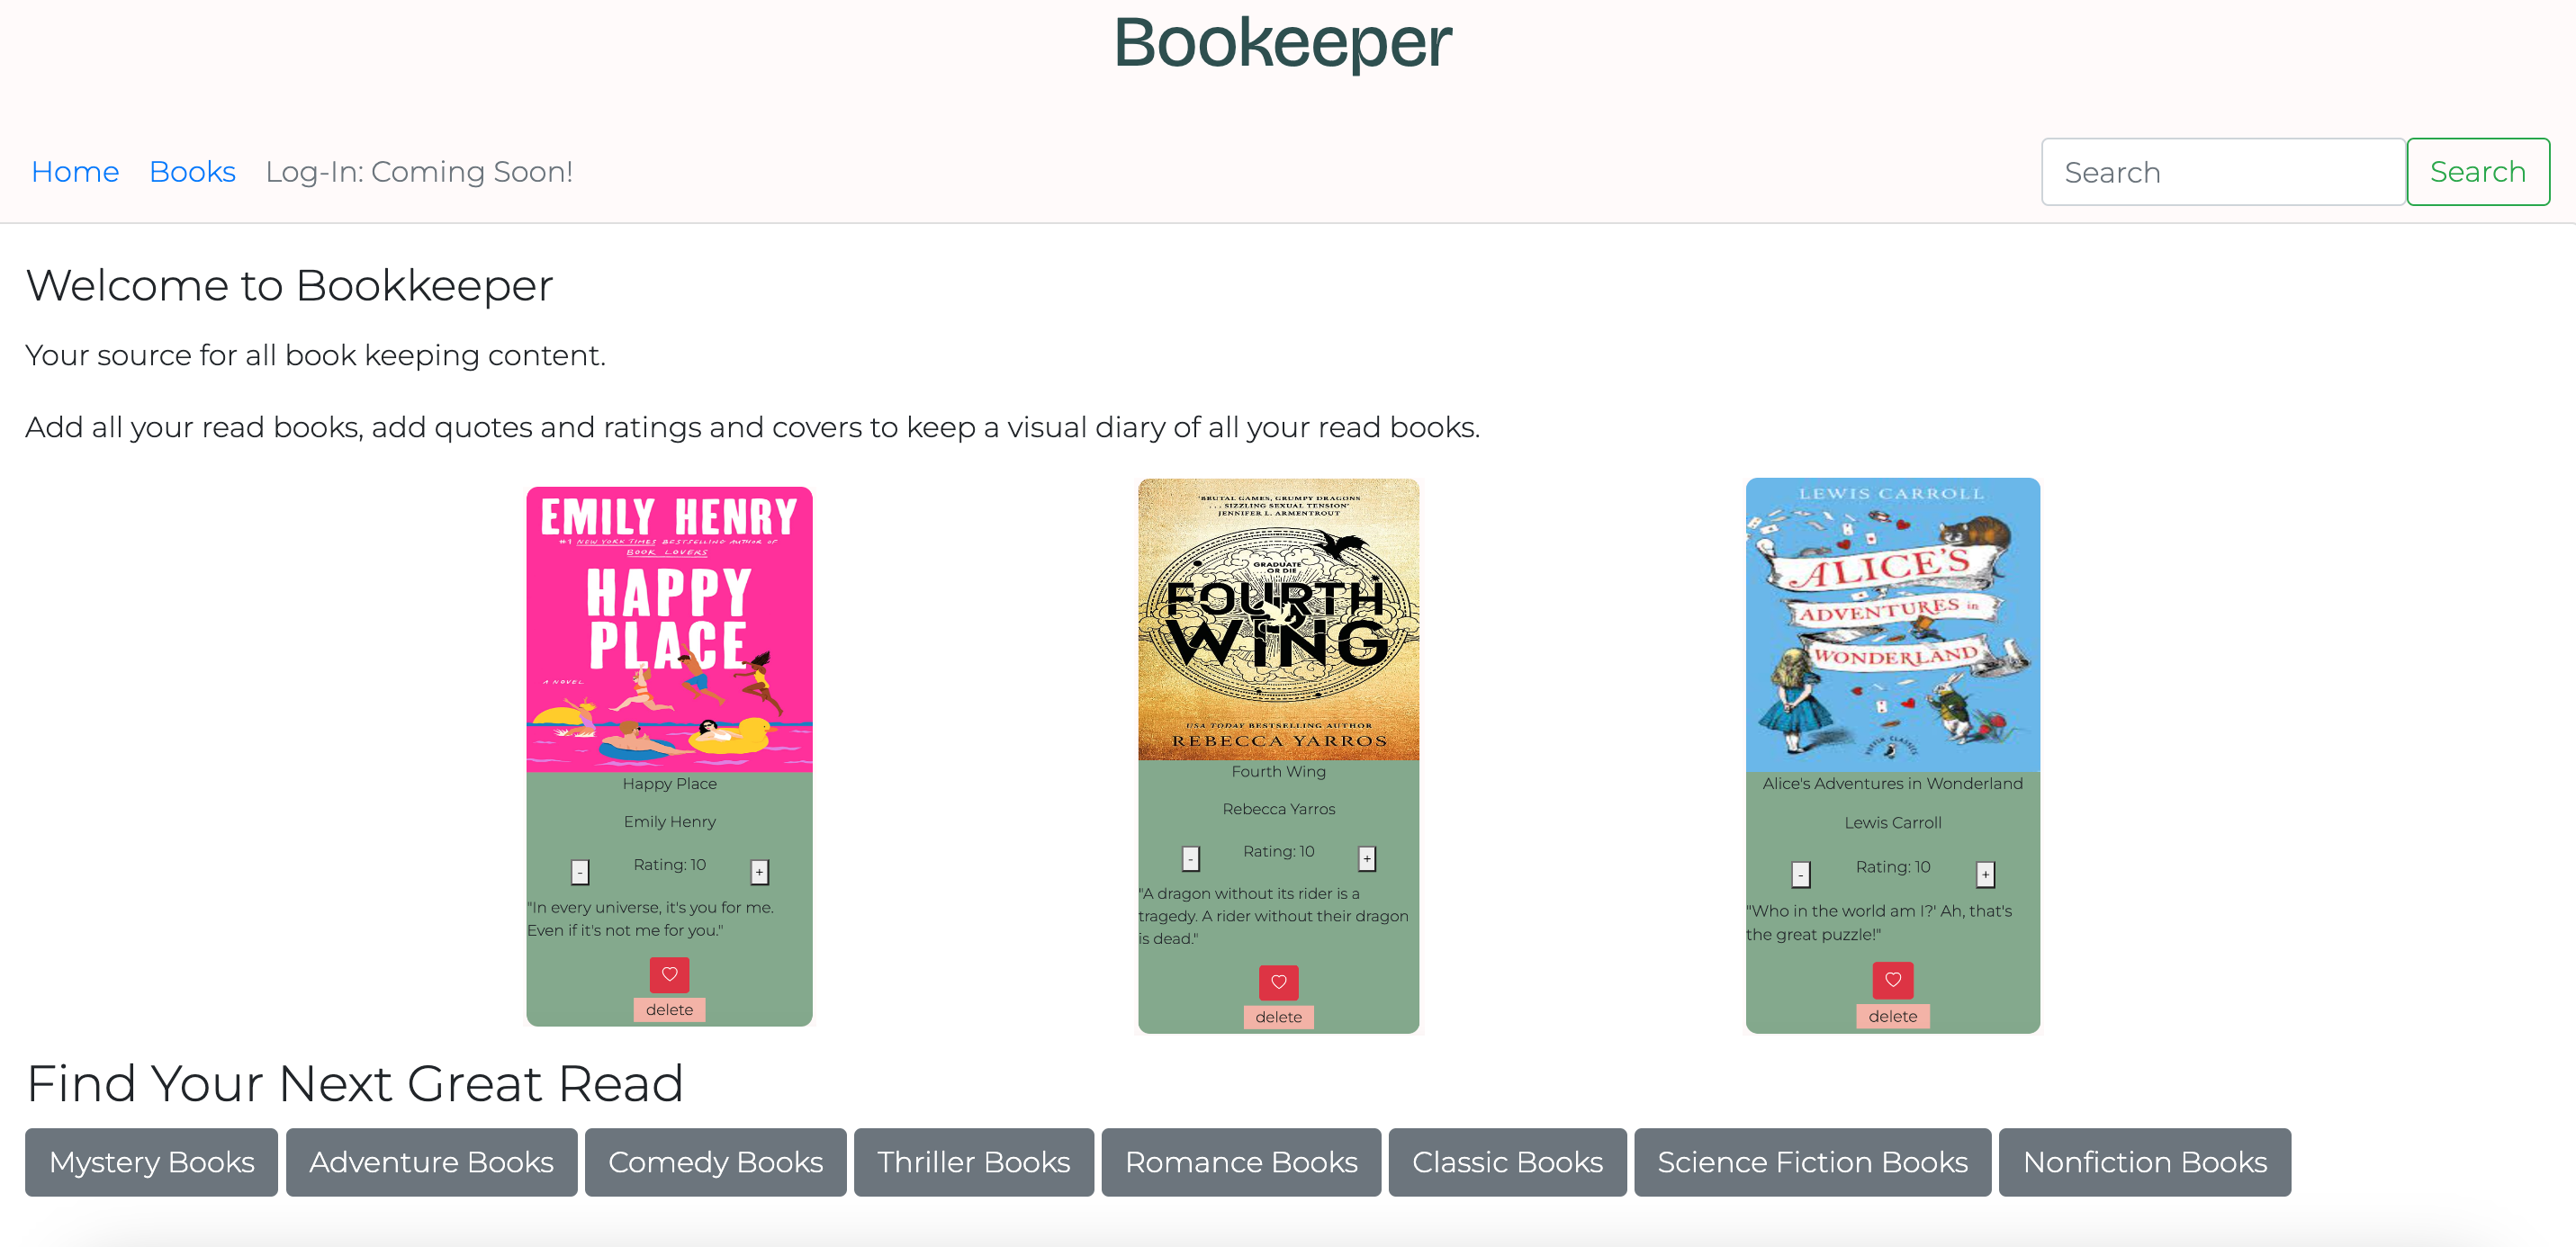 Bookeeper
Home Books Log-In: Coming Soon!
Search Search
Welcome to Bookkeeper
Your source for all book keeping content.
Add all your read books, add quotes and ratings and covers to keep a visual diary of all your read books.
EMILY HENRY
#1 NEW YORK TIMES BESTSELLING AUTHOR OF
BOOK LOVERS
HAPPY
PLACE
A NOVEL
Happy Place
Emily Henry
- Rating: 10 +
"In every universe, it's you for me.
Even if it's not me for you."
delete
'BRUTAL GAMES, GRUMPY DRAGONS
. . . SIZZLING SEXUAL TENSION'
JENNIFER L. ARMENTROUT
GRADUATE
OR DIE
FOURTH
WING
USA TODAY BESTSELLING AUTHOR
REBECCA YARROS
Fourth Wing
Rebecca Yarros
- Rating: 10 +
"A dragon without its rider is a
tragedy. A rider without their dragon
is dead."
delete
LEWIS CARROLL
ALICE'S
ADVENTURES in
WONDERLAND
PUFFIN CLASSICS
Alice's Adventures in Wonderland
Lewis Carroll
- Rating: 10 +
"Who in the world am I?' Ah, that's
the great puzzle!"
delete
Find Your Next Great Read
Mystery Books Adventure Books Comedy Books Thriller Books Romance Books Classic Books Science Fiction Books Nonfiction Books